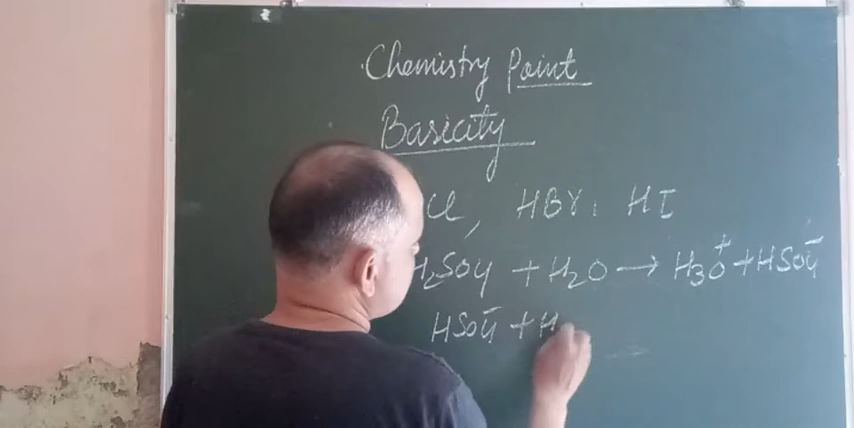 Chemistry Point
Basicity
Cl, HBr, HI
H₂SO₄ + H₂O → H₃O⁺ + HSO₄⁻
HSO₄⁻ + H